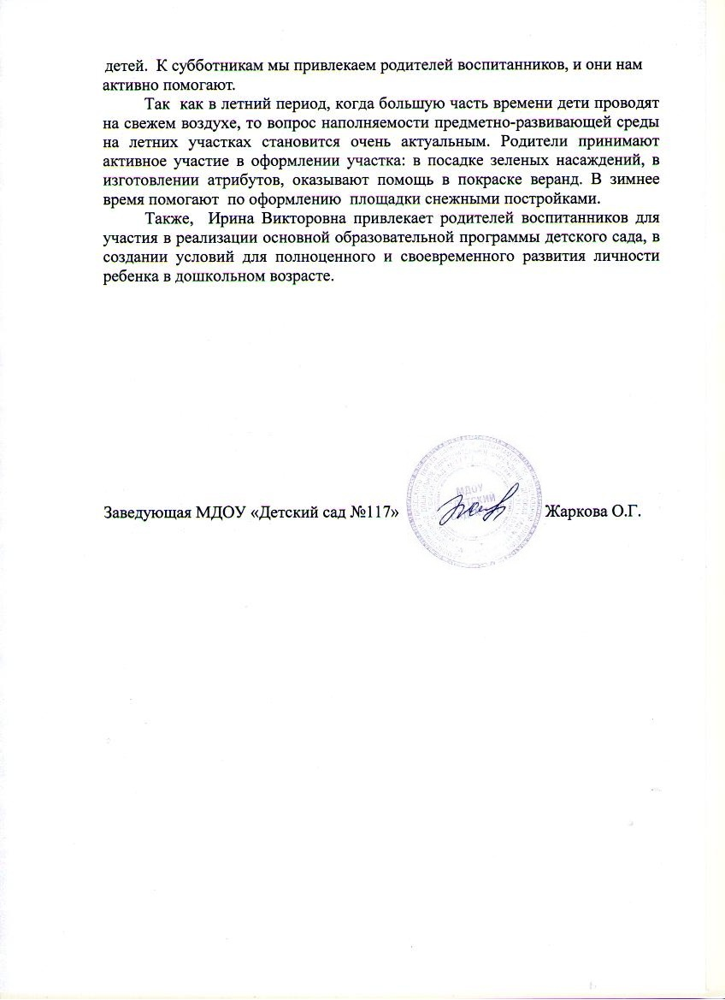 детей. К субботникам мы привлекаем родителей воспитанников, и они нам
активно помогают.
Так как в летний период, когда большую часть времени дети проводят
на свежем воздухе, то вопрос наполняемости предметно-развивающей среды
на летних участках становится очень актуальным. Родители принимают
активное участие в оформлении участка: в посадке зеленых насаждений, в
изготовлении атрибутов, оказывают помощь в покраске веранд. В зимнее
время помогают по оформлению площадки снежными постройками.
Также, Ирина Викторовна привлекает родителей воспитанников для
участия в реализации основной образовательной программы детского сада, в
создании условий для полноценного и своевременного развития личности
ребенка в дошкольном возрасте.
Заведующая МДОУ «Детский сад №117» Жаркова О.Г.
МДОУ